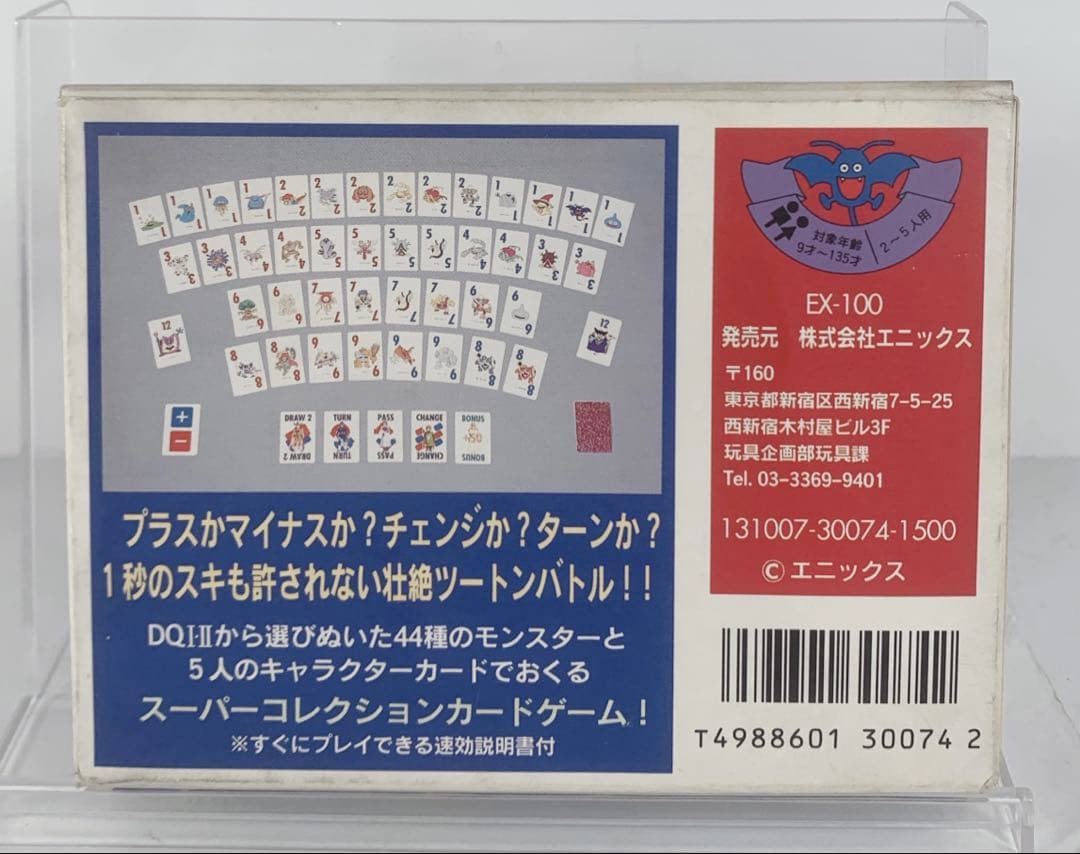 DRAW 2
TURN
PASS
CHANGE
BONUS
+50
DRAW 2
TURN
PASS
CHANGE
BONUS
プラスかマイナスか?チェンジか?ターンか?
1秒のスキも許されない壮絶ツートンバトル!!
DQI·IIから選びぬいた44種のモンスターと
5人のキャラクターカードでおくる
スーパーコレクションカードゲーム!
※すぐにプレイできる速効説明書付
対象年齢
9才〜135才
2〜5人用
EX-100
発売元 株式会社エニックス
〒160
東京都新宿区西新宿7-5-25
西新宿木村屋ビル3F
玩具企画部玩具課
Tel. 03-3369-9401
131007-30074-1500
©エニックス
T4988601 30074 2